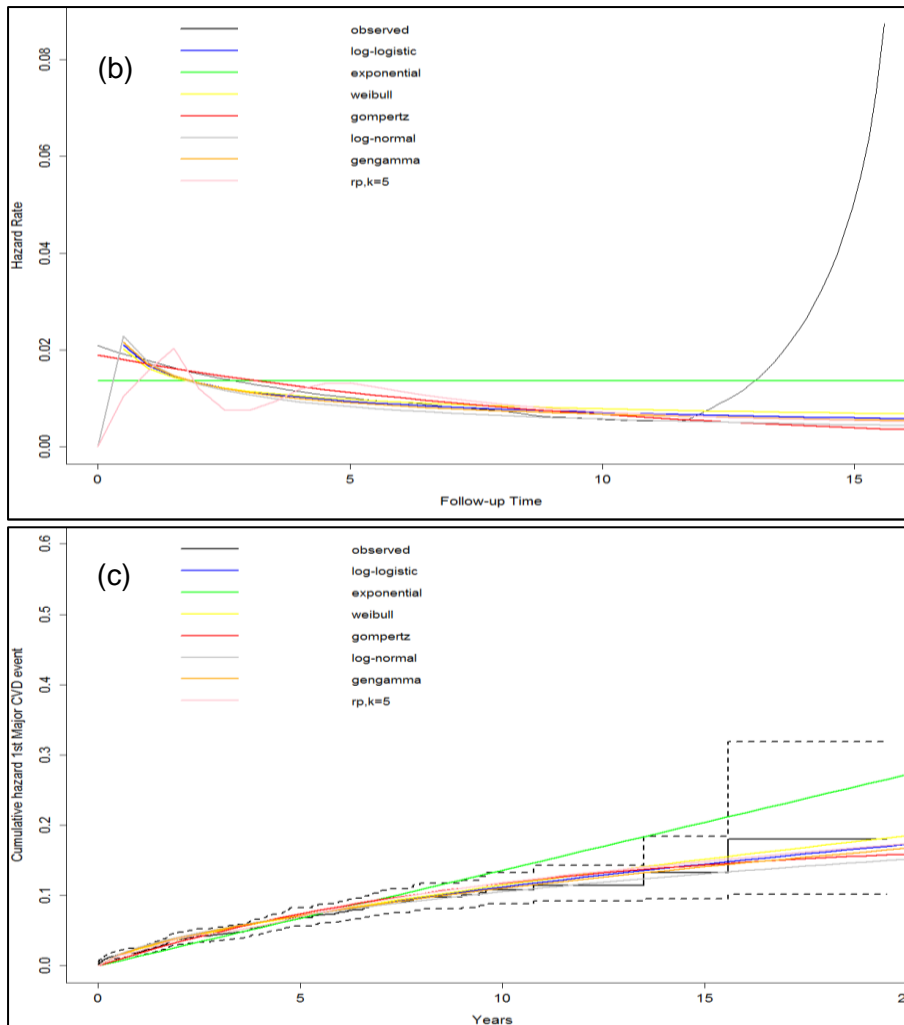 (b)
observed
log-logistic
exponential
weibull
gompertz
log-normal
gengamma
rp,k=5
Hazard Rate
0.08
0.06
0.04
0.02
0.00
0
5
10
15
Follow-up Time
(c)
observed
log-logistic
exponential
weibull
gompertz
log-normal
gengamma
rp,k=5
Cumulative hazard 1st Major CVD event
0.6
0.5
0.4
0.3
0.2
0.1
0.0
0
5
10
15
Years